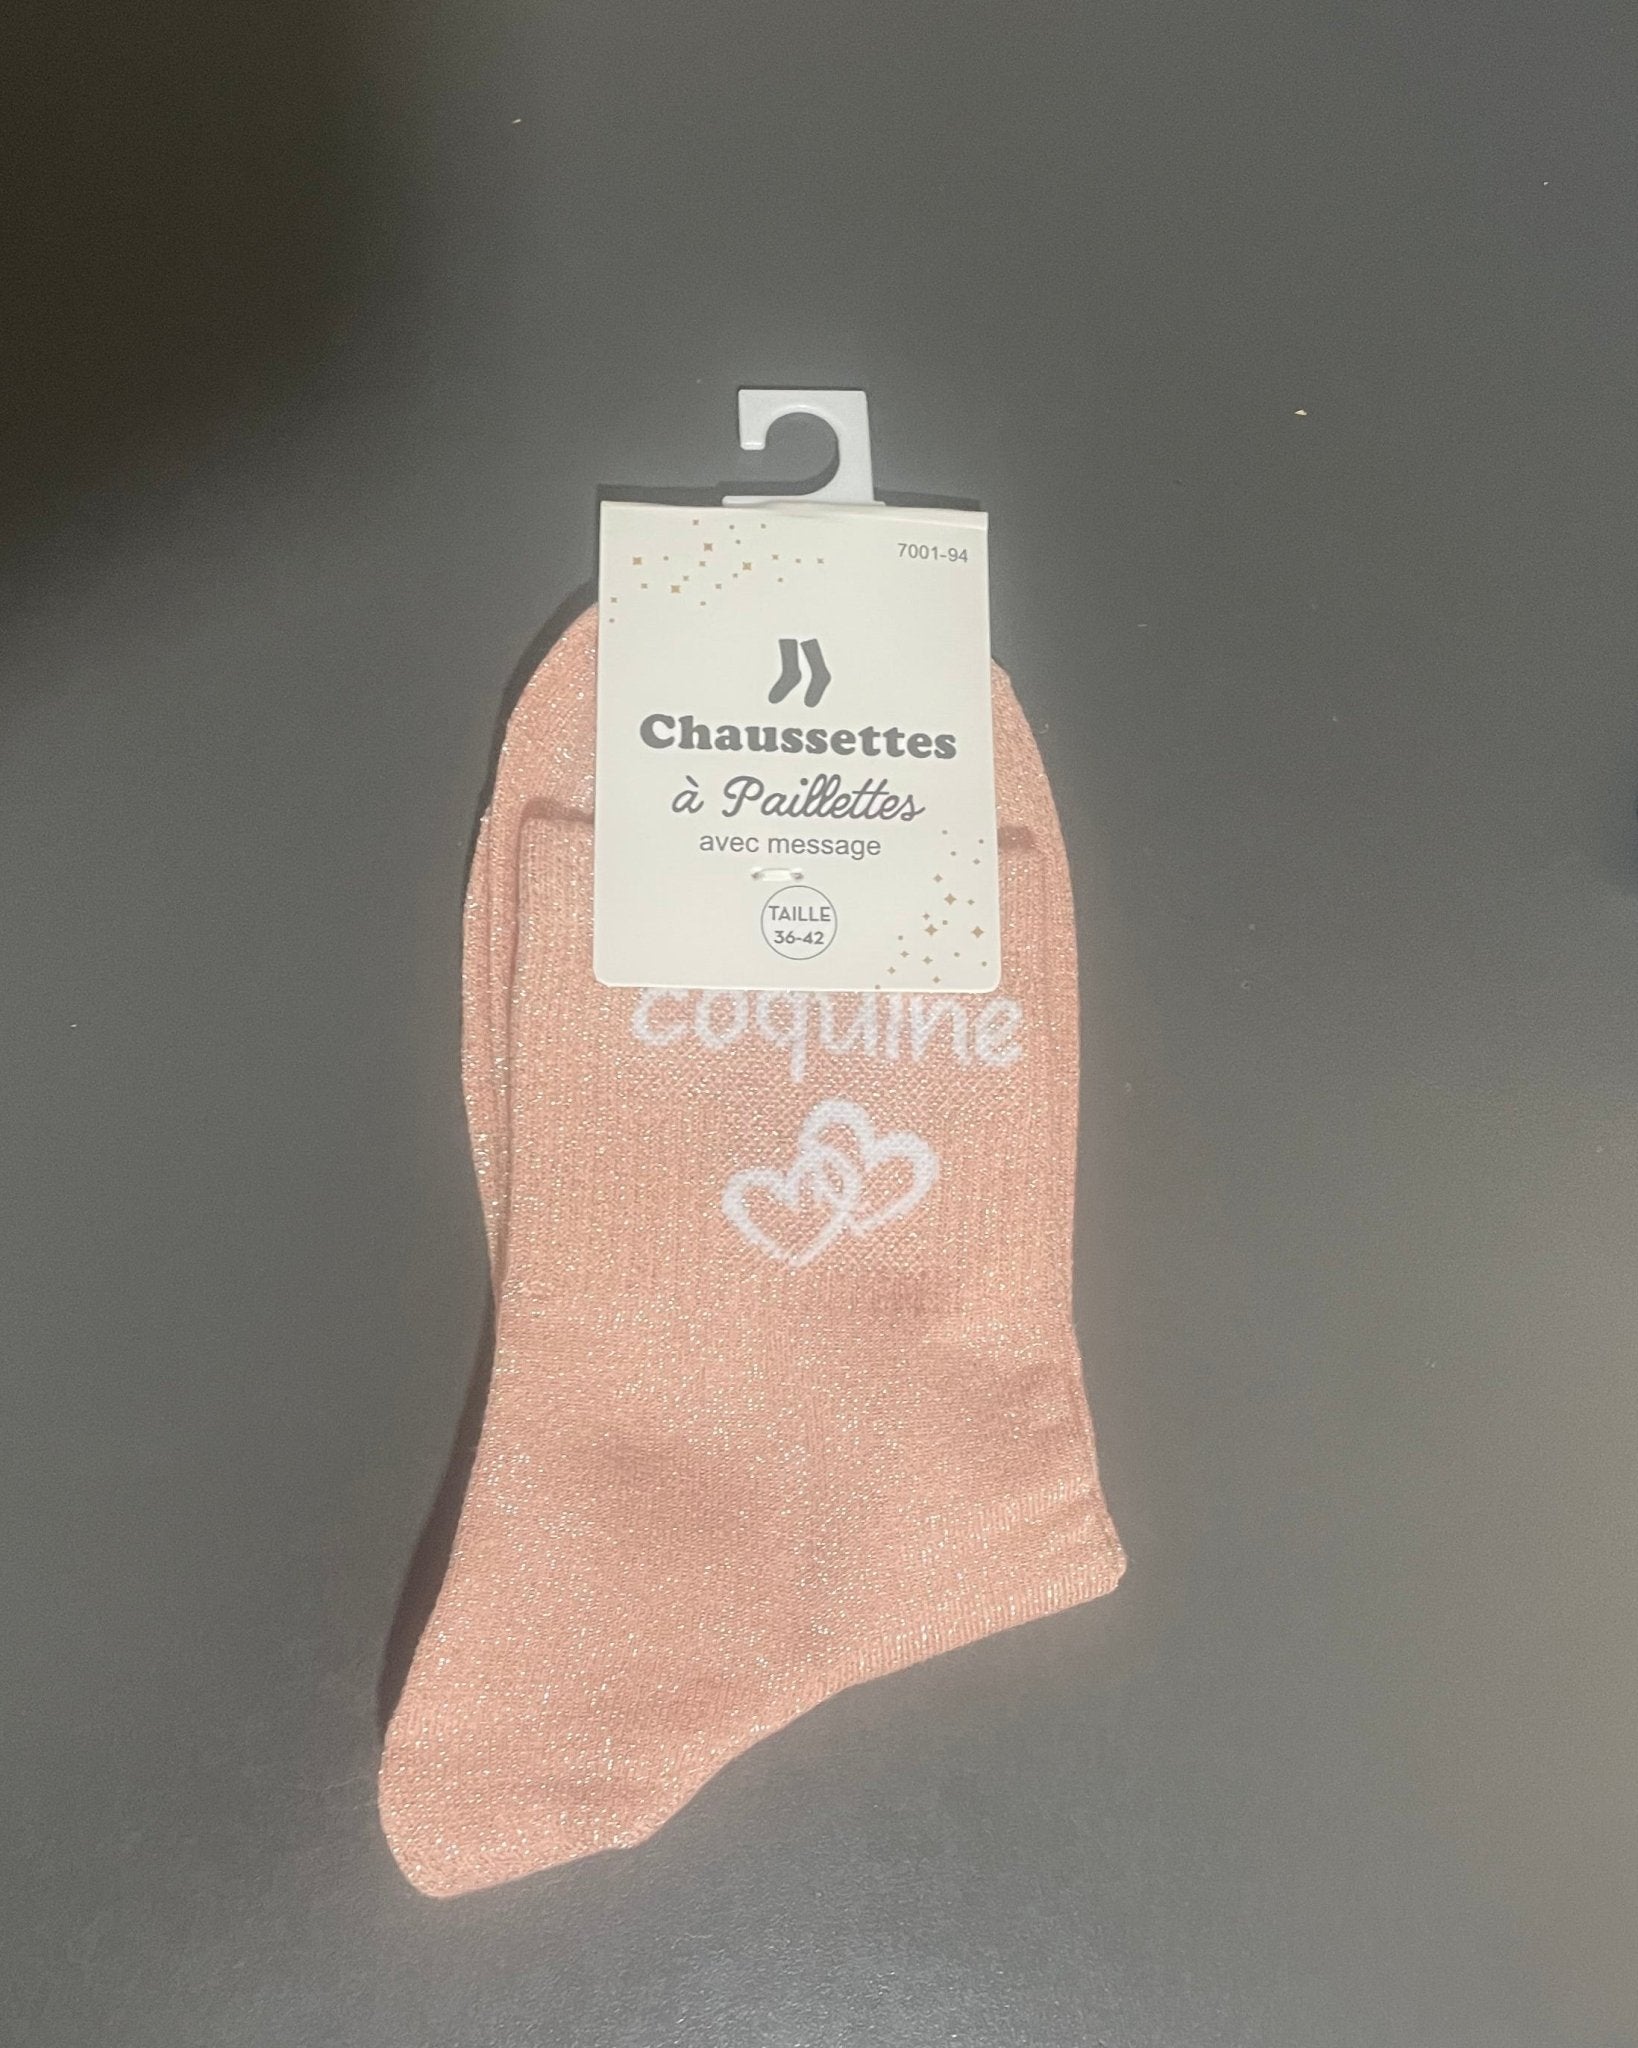 7001-94
Chaussettes
à Paillettes
avec message
TAILLE
36-42
coquine